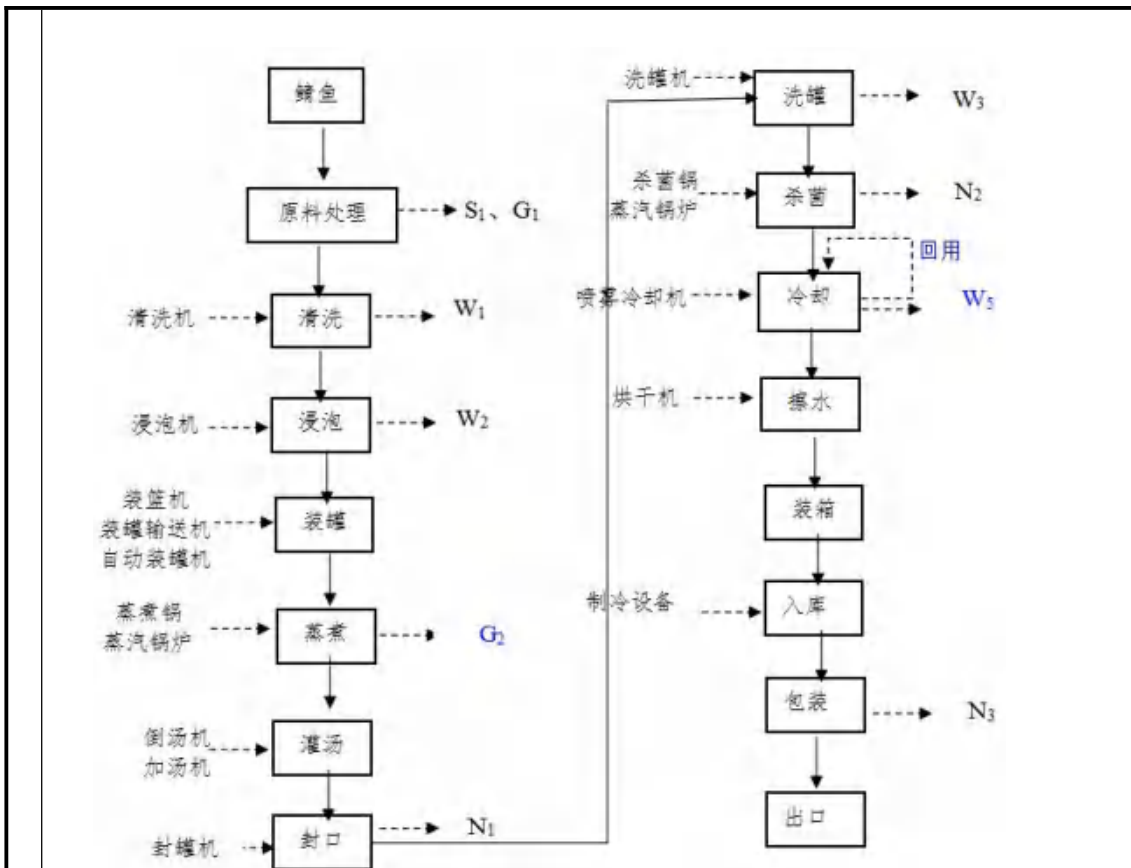 鲭鱼
原料处理
S₁、G₁
清洗机
清洗
W₁
浸泡机
浸泡
W₂
装篮机
装罐输送机
自动装罐机
装罐
蒸煮锅
蒸汽锅炉
蒸煮
G₂
倒汤机
加汤机
灌汤
封罐机
封口
N₁
洗罐机
洗罐
W₃
杀菌锅
蒸汽锅炉
杀菌
N₂
回用
喷雾冷却机
冷却
W₅
烘干机
擦水
装箱
制冷设备
入库
包装
N₃
出口